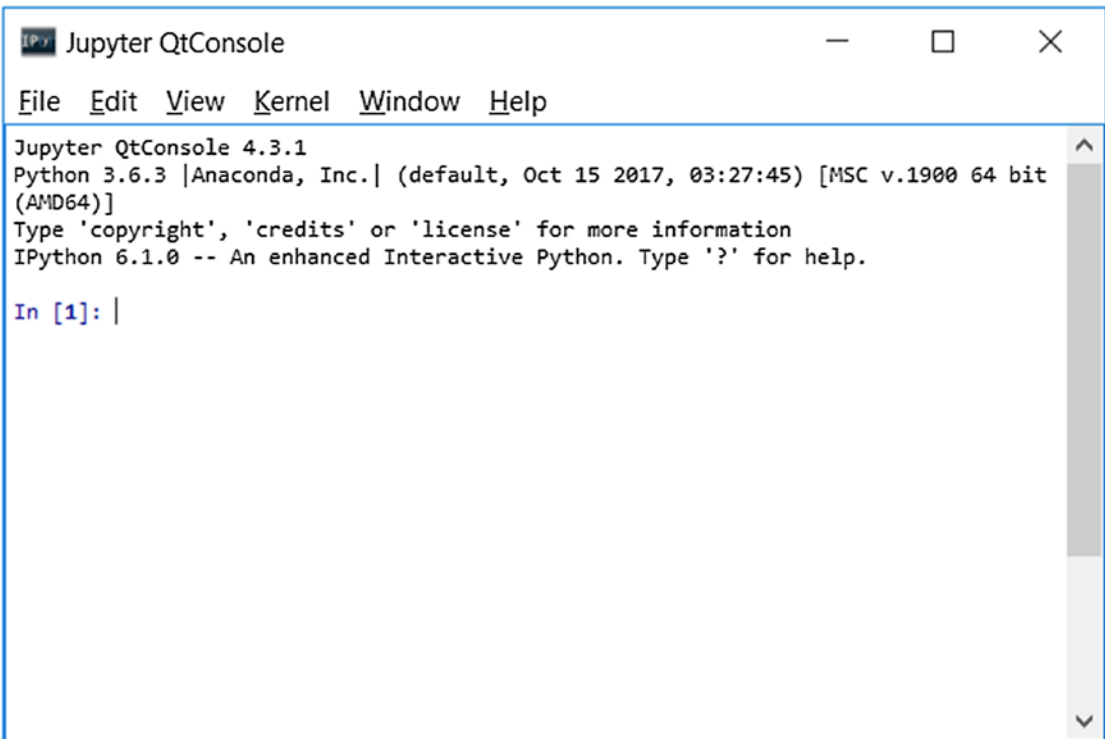 IP Jupyter QtConsole
File Edit View Kernel Window Help
Jupyter QtConsole 4.3.1
Python 3.6.3 |Anaconda, Inc.| (default, Oct 15 2017, 03:27:45) [MSC v.1900 64 bit
(AMD64)]
Type 'copyright', 'credits' or 'license' for more information
IPython 6.1.0 -- An enhanced Interactive Python. Type '?' for help.
In [1]: